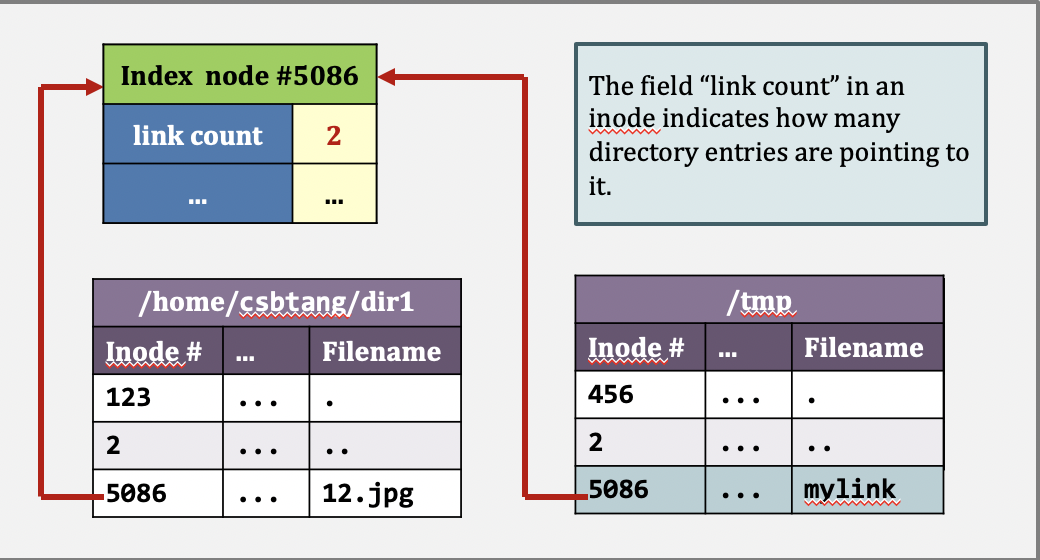 Index node #5086
link count 2
... ...
The field “link count” in an
inode indicates how many
directory entries are pointing to
it.
/home/csbtang/dir1
Inode # ... Filename
123 ... .
2 ... ..
5086 ... 12.jpg
/tmp
Inode # ... Filename
456 ... .
2 ... ..
5086 ... mylink